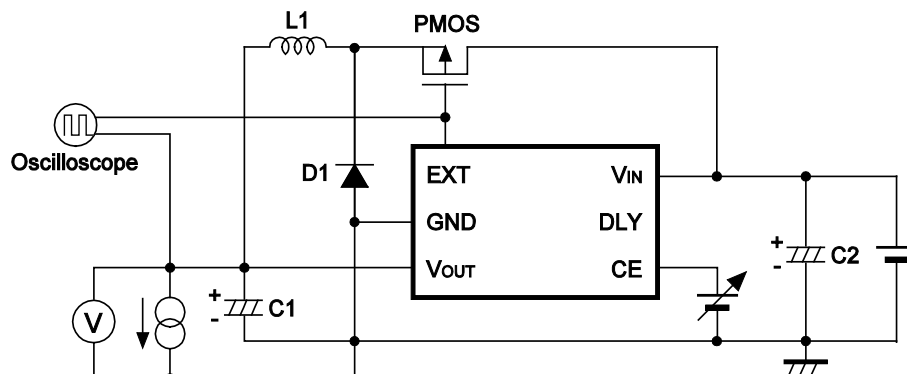 L1
PMOS
Oscilloscope
D1
EXT
VIN
GND
DLY
VOUT
CE
+
-
C2
+
-
C1
V